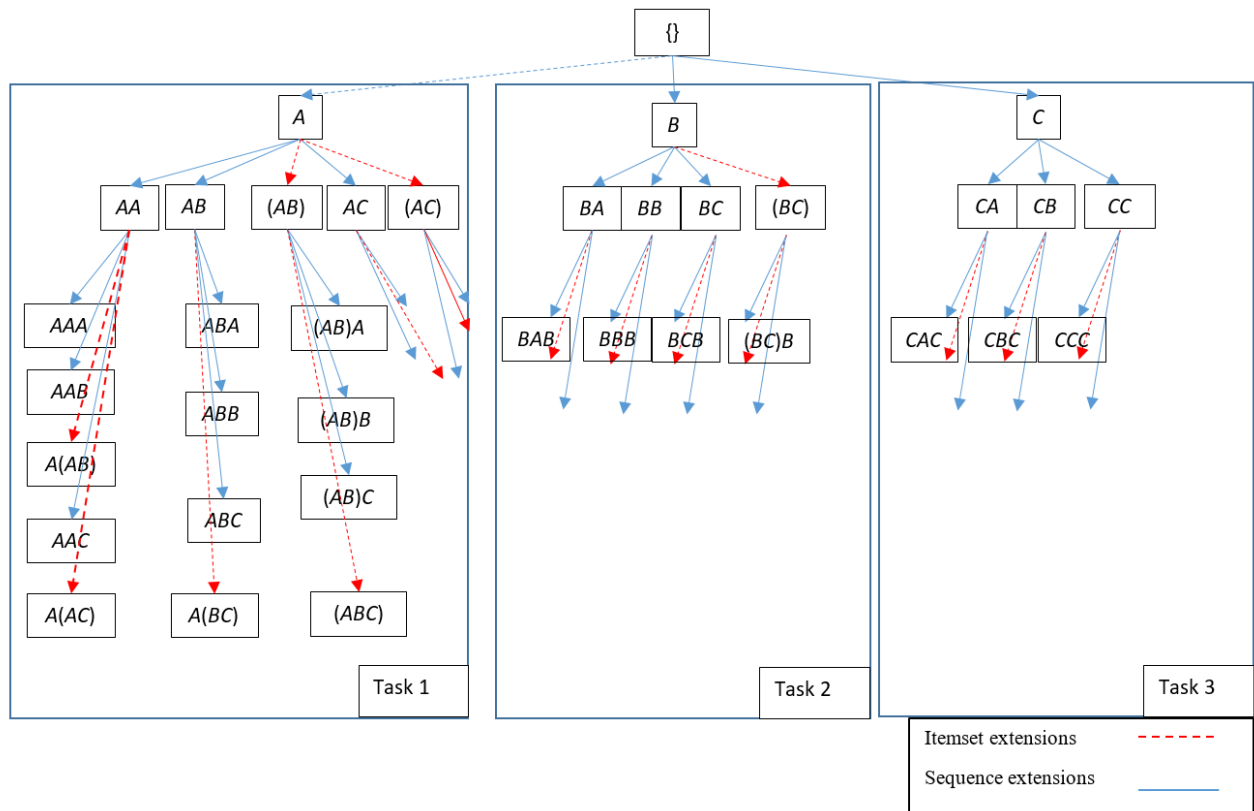 {}
A
B
C
AA
AB
(AB)
AC
(AC)
BA
BB
BC
(BC)
CA
CB
CC
AAA
ABA
(AB)A
BAB
BBB
BCB
(BC)B
CAC
CBC
CCC
AAB
ABB
(AB)B
A(AB)
(AB)C
AAC
ABC
A(AC)
A(BC)
(ABC)
Task 1
Task 2
Task 3
Itemset extensions
Sequence extensions